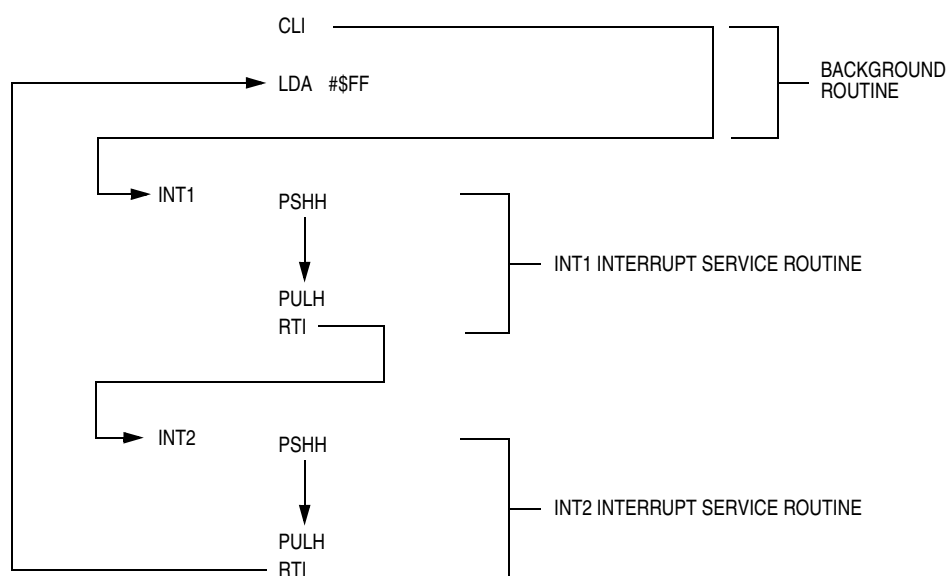 CLI
LDA #$FF
BACKGROUND
ROUTINE
INT1
PSHH
INT1 INTERRUPT SERVICE ROUTINE
PULH
RTI
INT2
PSHH
INT2 INTERRUPT SERVICE ROUTINE
PULH
RTI